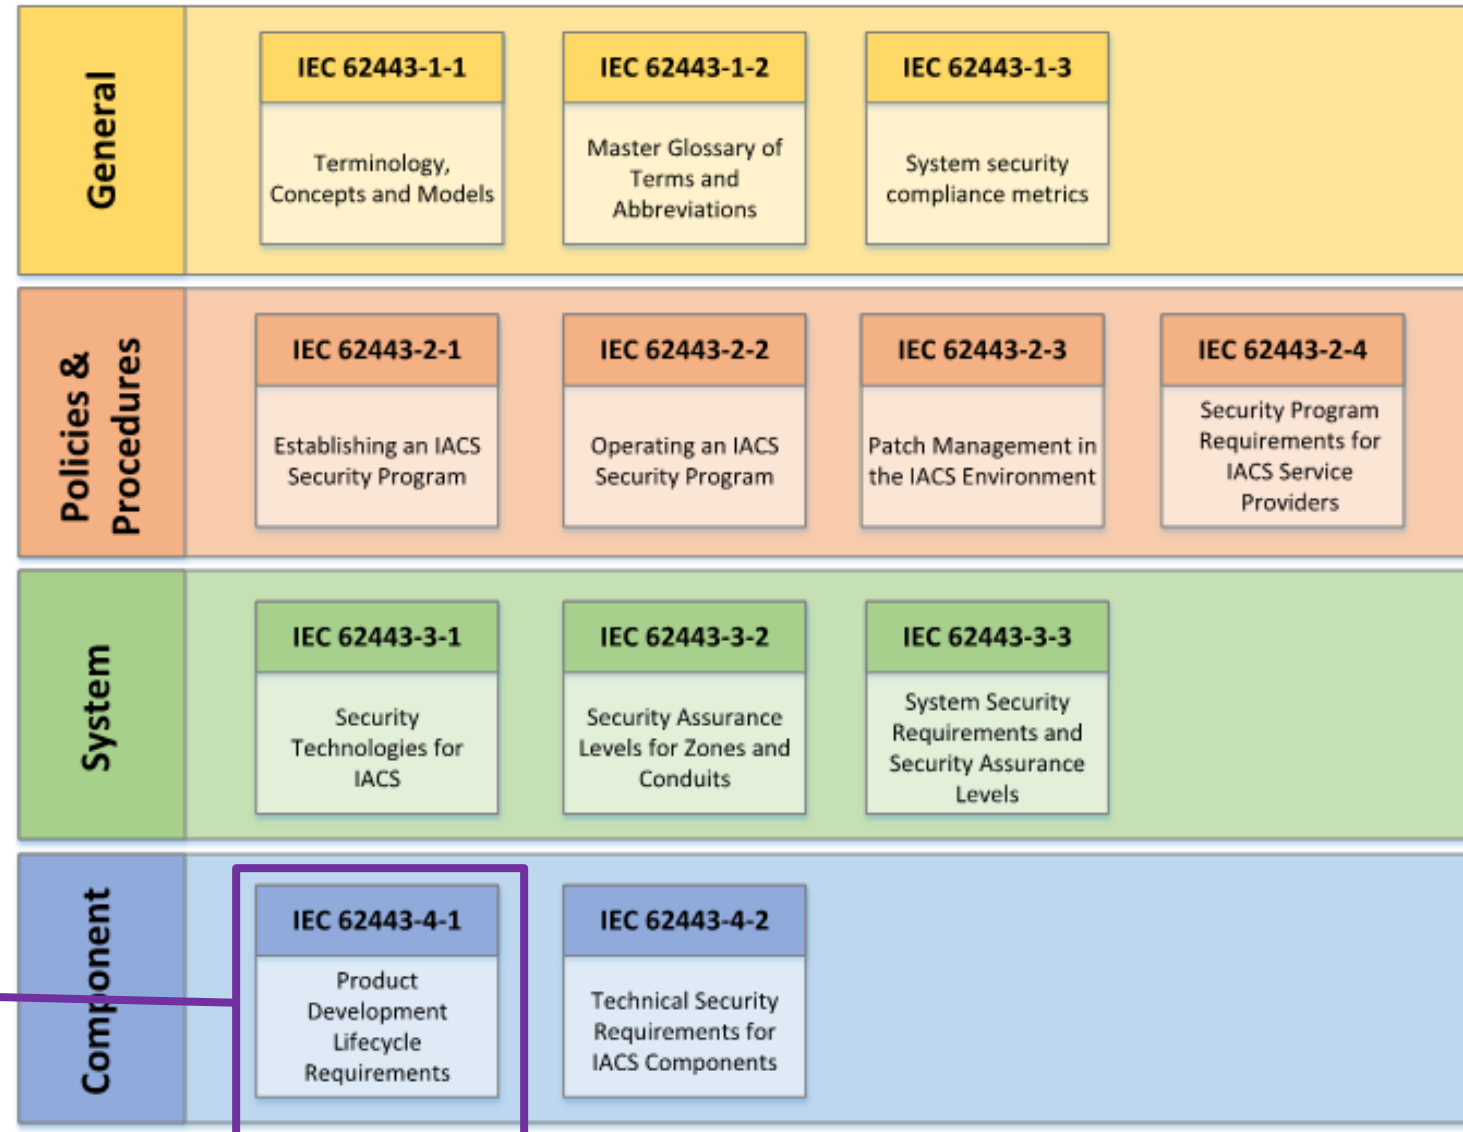 General
IEC 62443-1-1
Terminology,
Concepts and Models
IEC 62443-1-2
Master Glossary of
Terms and
Abbreviations
IEC 62443-1-3
System security
compliance metrics
Policies &
Procedures
IEC 62443-2-1
Establishing an IACS
Security Program
IEC 62443-2-2
Operating an IACS
Security Program
IEC 62443-2-3
Patch Management in
the IACS Environment
IEC 62443-2-4
Security Program
Requirements for
IACS Service
Providers
System
IEC 62443-3-1
Security
Technologies for
IACS
IEC 62443-3-2
Security Assurance
Levels for Zones and
Conduits
IEC 62443-3-3
System Security
Requirements and
Security Assurance
Levels
Component
IEC 62443-4-1
Product
Development
Lifecycle
Requirements
IEC 62443-4-2
Technical Security
Requirements for
IACS Components